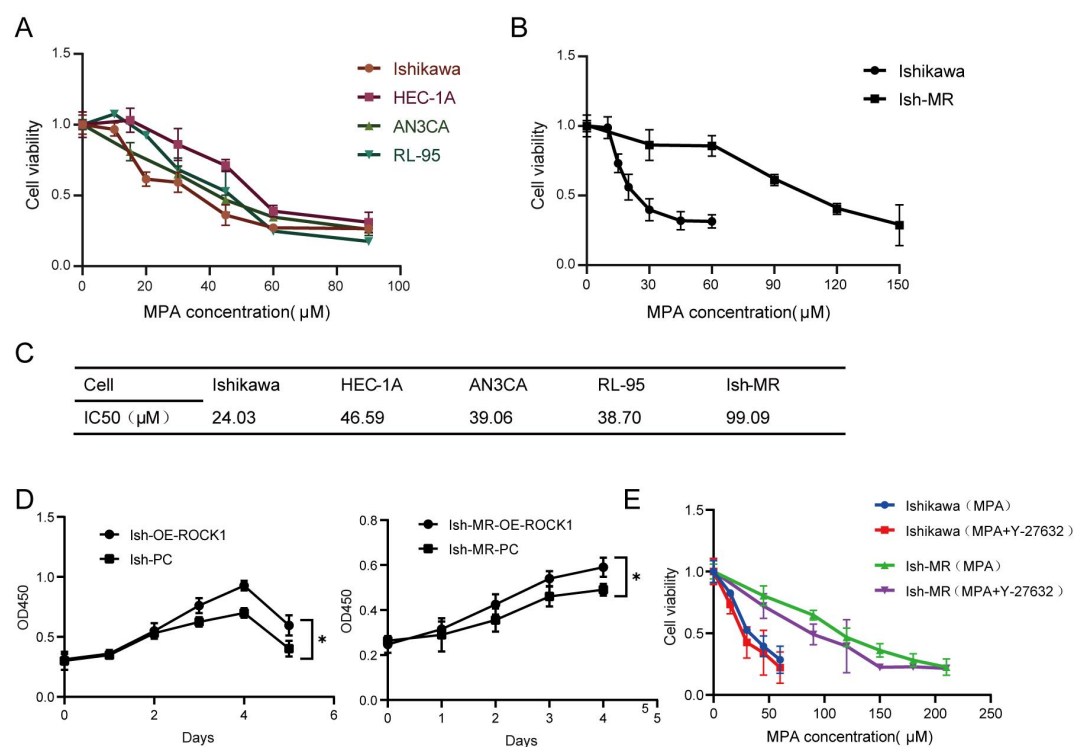 A
Cell viability
1.5
1.0
0.5
0.0
0
20
40
60
80
100
MPA concentration( μM)
Ishikawa
HEC-1A
AN3CA
RL-95
B
Cell viability
1.5
1.0
0.5
0.0
0
30
60
90
120
150
MPA concentration( μM)
Ishikawa
Ish-MR
C
Cell Ishikawa HEC-1A AN3CA RL-95 Ish-MR
IC50（μM） 24.03 46.59 39.06 38.70 99.09
D
OD450
1.5
1.0
0.5
0.0
0
2
4
6
Days
Ish-OE-ROCK1
Ish-PC
*
OD450
0.8
0.6
0.4
0.2
0.0
0
1
2
3
4
5
5
Days
Ish-MR-OE-ROCK1
Ish-MR-PC
*
E
Cell viability
1.5
1.0
0.5
0.0
0
50
100
150
200
250
MPA concentration( μM)
Ishikawa（MPA）
Ishikawa（MPA+Y-27632）
Ish-MR（MPA）
Ish-MR（MPA+Y-27632）